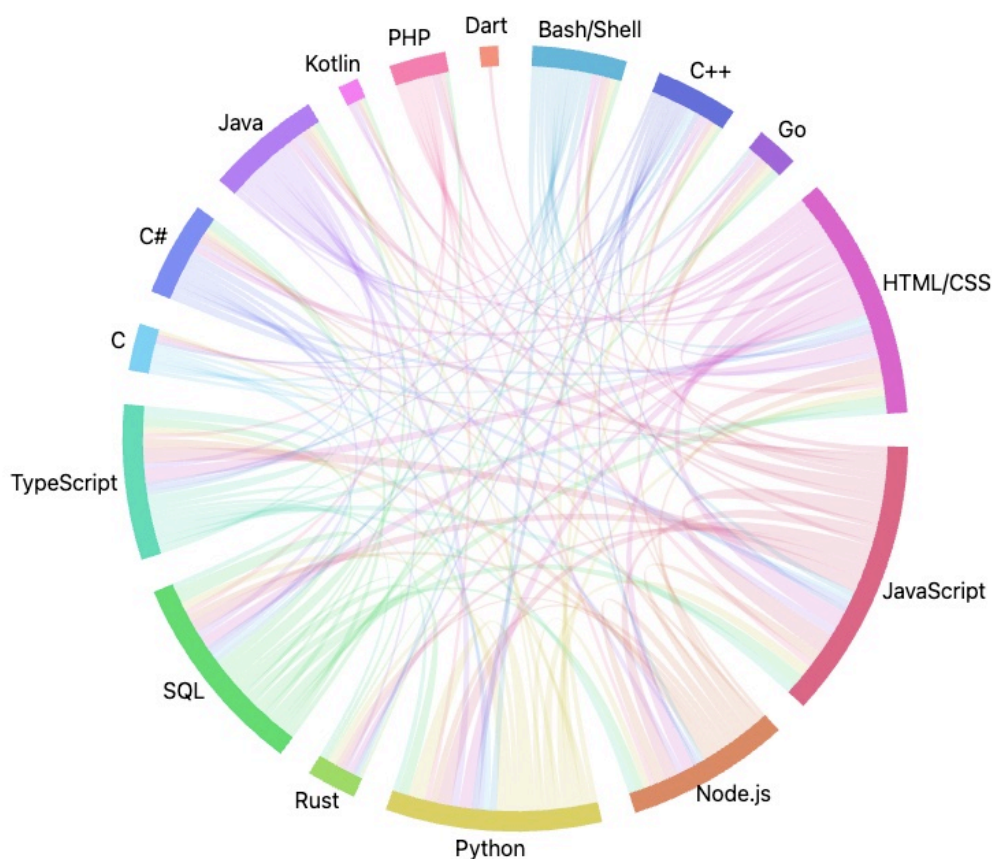 Dart
Bash/Shell
PHP
C++
Kotlin
Go
Java
C#
HTML/CSS
C
TypeScript
JavaScript
SQL
Node.js
Rust
Python